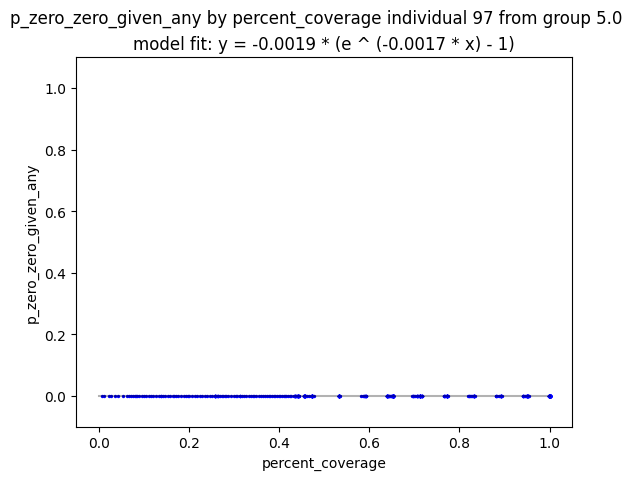 p_zero_zero_given_any by percent_coverage individual 97 from group 5.0
model fit: y = -0.0019 * (e ^ (-0.0017 * x) - 1)
1.0
0.8
0.6
0.4
0.2
0.0
p_zero_zero_given_any
0.0 0.2 0.4 0.6 0.8 1.0
percent_coverage